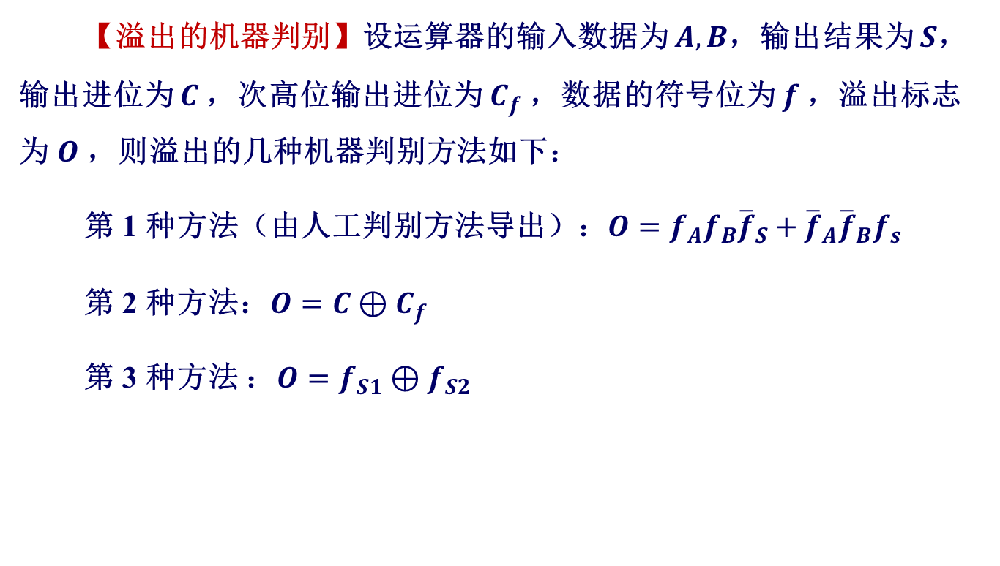 【溢出的机器判别】设运算器的输入数据为 A, B，输出结果为 S，
输出进位为 C ，次高位输出进位为 C_f ，数据的符号位为 f ，溢出标志
为 O ，则溢出的几种机器判别方法如下：
第 1 种方法（由人工判别方法导出）：O = f_A f_B f̄_S + f̄_A f̄_B f_s
第 2 种方法：O = C ⊕ C_f
第 3 种方法 ：O = f_{S1} ⊕ f_{S2}